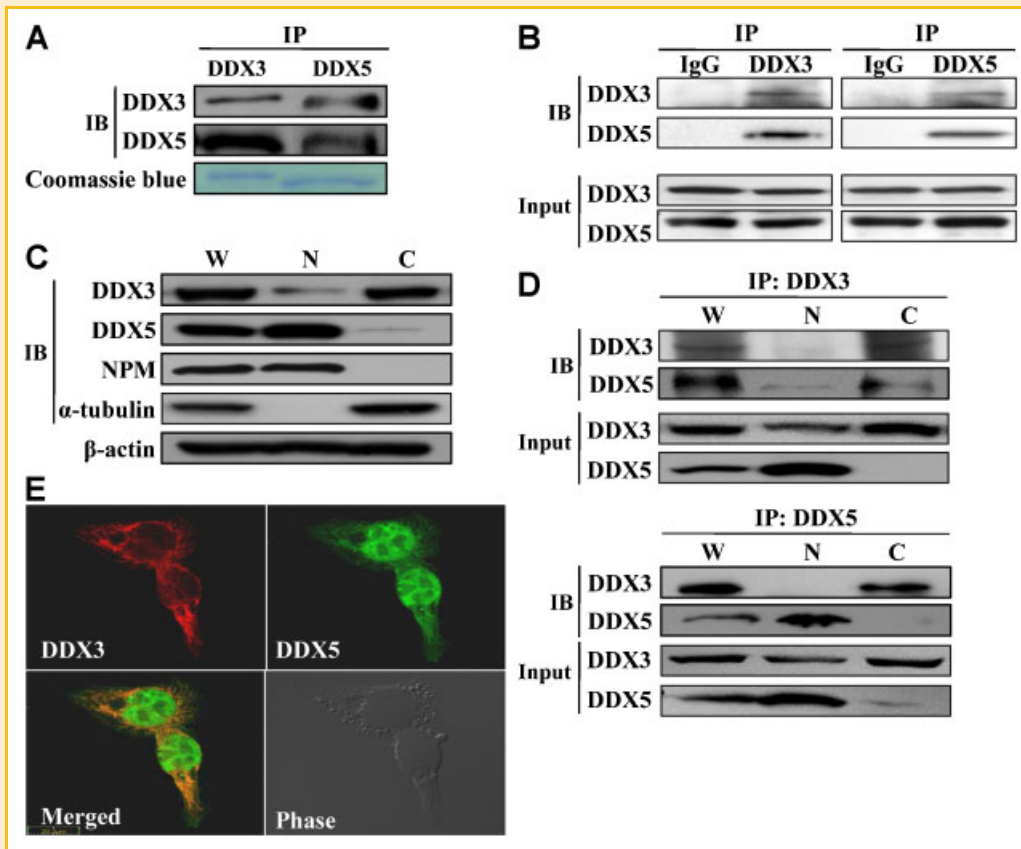 A
IP
DDX3 DDX5
IB
DDX3
DDX5
Coomassie blue
B
IP IP
IgG DDX3 IgG DDX5
IB
DDX3
DDX5
Input
DDX3
DDX5
C
W N C
IB
DDX3
DDX5
NPM
α-tubulin
β-actin
D
IP: DDX3
W N C
IB
DDX3
DDX5
Input
DDX3
DDX5
IP: DDX5
W N C
IB
DDX3
DDX5
Input
DDX3
DDX5
E
DDX3 DDX5
Merged Phase